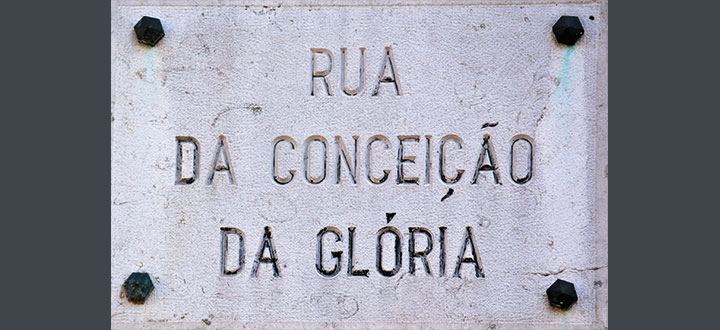 RUA
DA CONCEIÇÃO
DA GLÓRIA